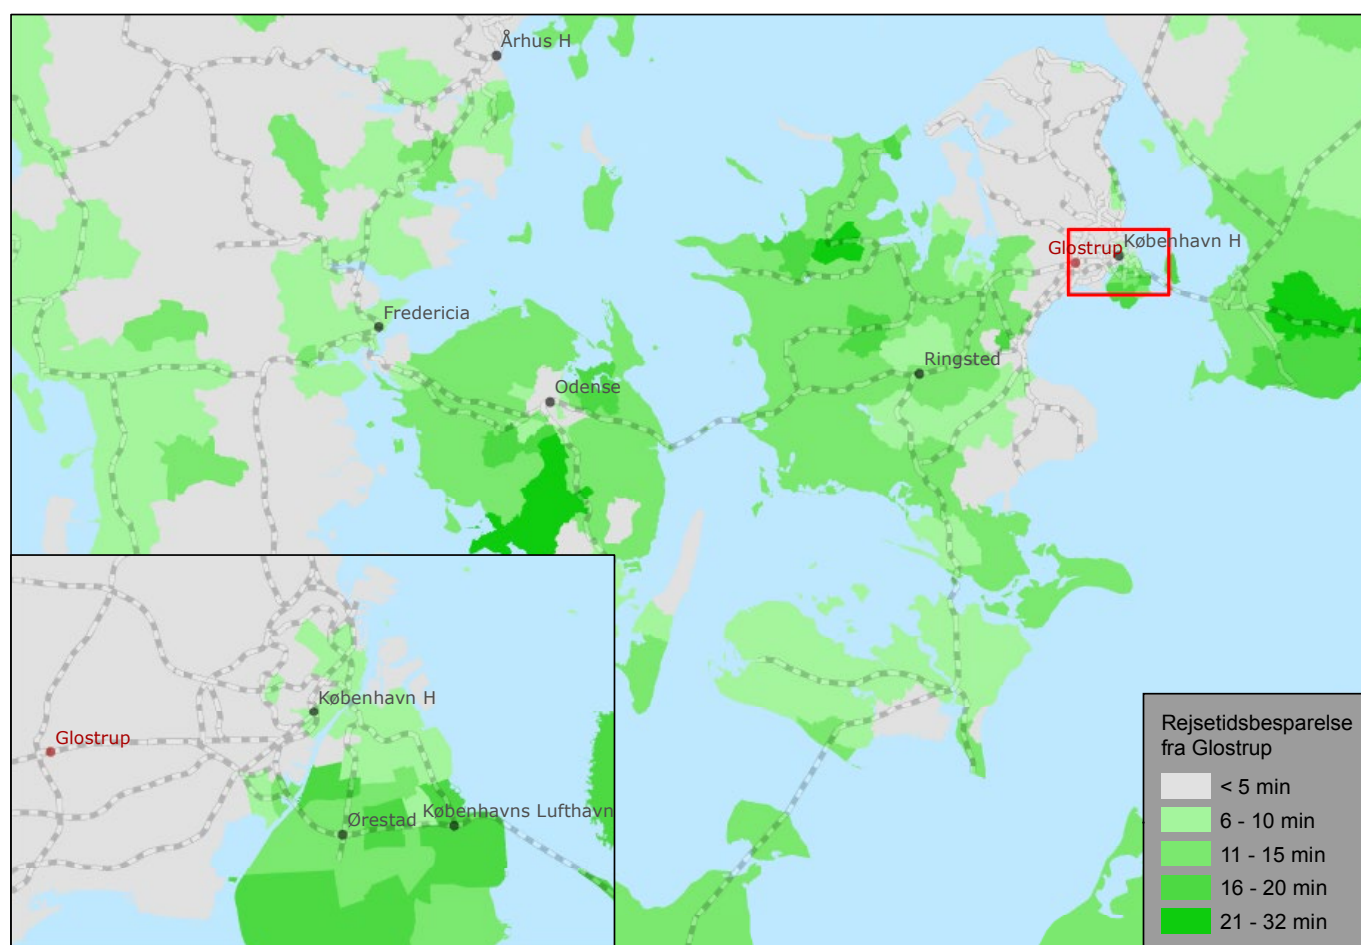 Århus H
København H
Glostrup
Fredericia
Ringsted
Odense
København H
Glostrup
Københavns Lufthavn
Ørestad
Rejsetidsbesparelse
fra Glostrup
< 5 min
6 - 10 min
11 - 15 min
16 - 20 min
21 - 32 min